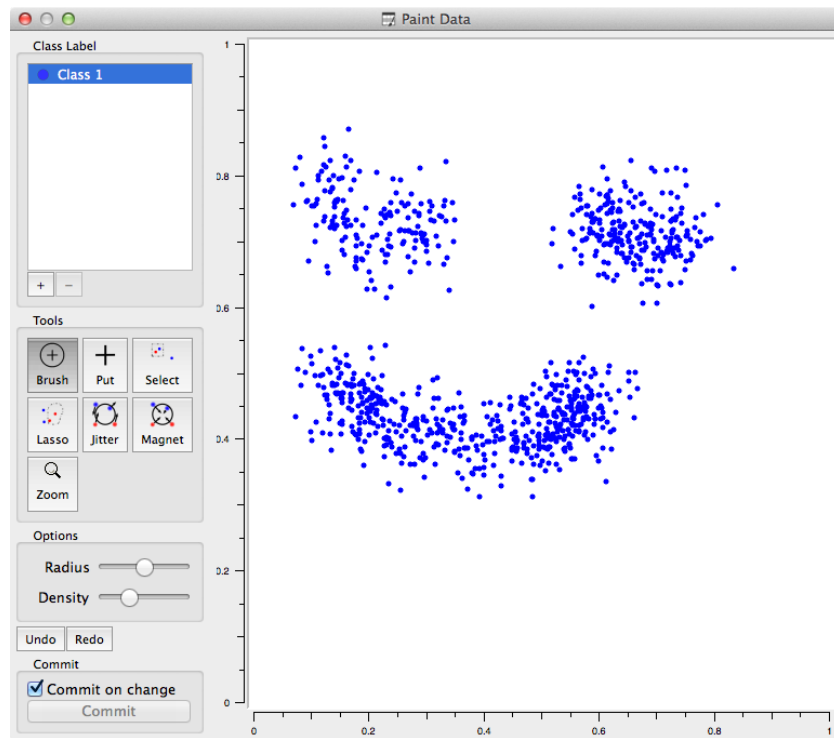 Paint Data
Class Label
Class 1
+ −
Tools
Brush Put Select
Lasso Jitter Magnet
Zoom
Options
Radius
Density
Undo Redo
Commit
Commit on change
Commit
1
0.8
0.6
0.4
0.2
0
0 0.2 0.4 0.6 0.8 1